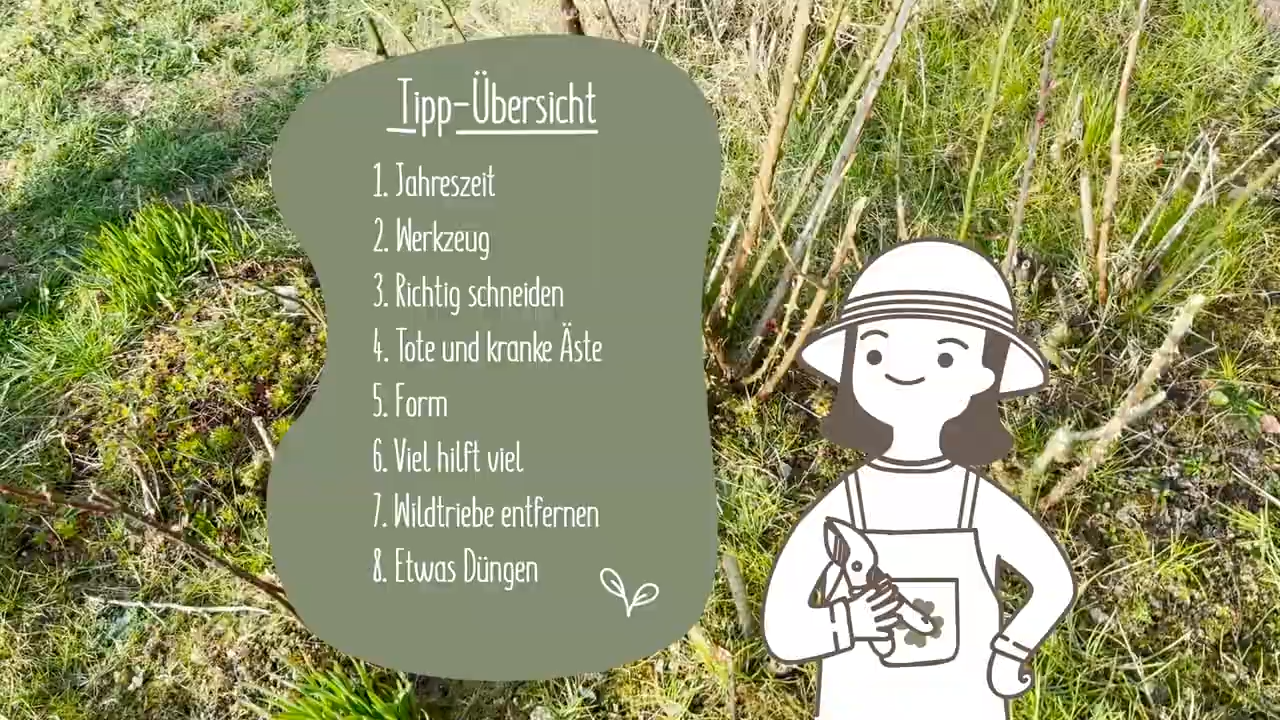 Tipp-Übersicht
1. Jahreszeit
2. Werkzeug
3. Richtig schneiden
4. Tote und kranke Äste
5. Form
6. Viel hilft viel
7. Wildtriebe entfernen
8. Etwas Düngen